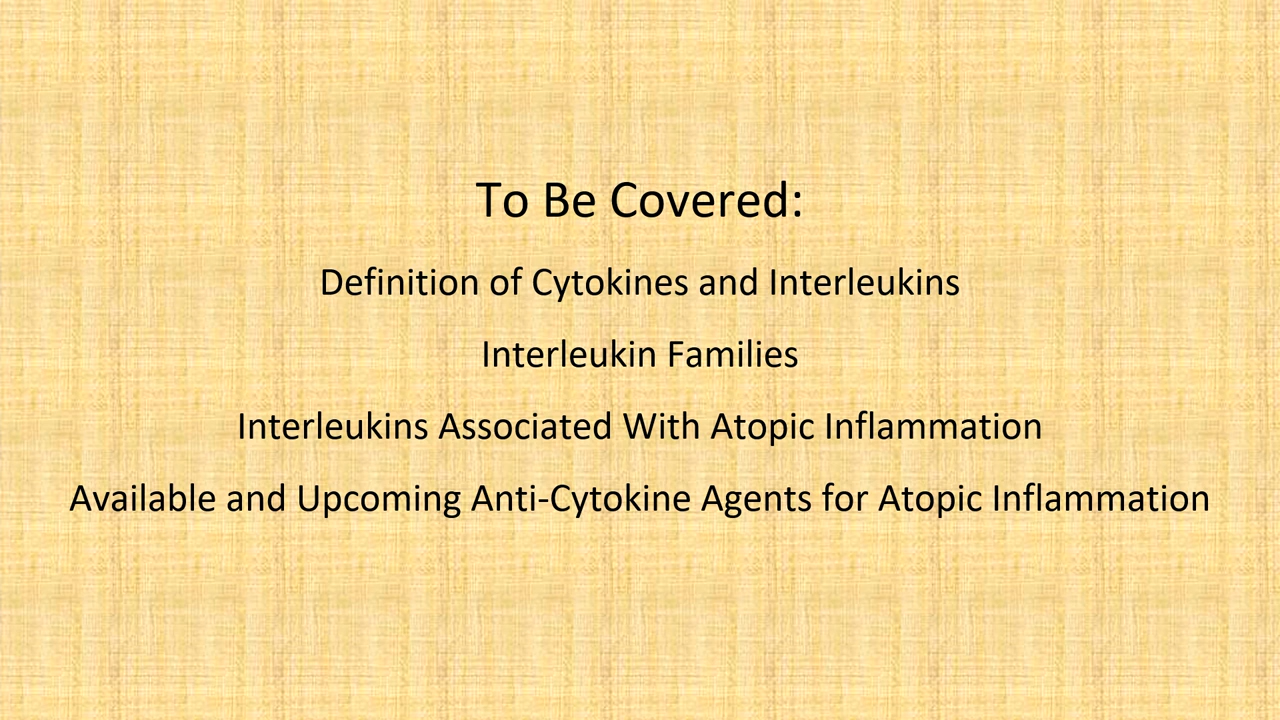 To Be Covered:
Definition of Cytokines and Interleukins
Interleukin Families
Interleukins Associated With Atopic Inflammation
Available and Upcoming Anti-Cytokine Agents for Atopic Inflammation